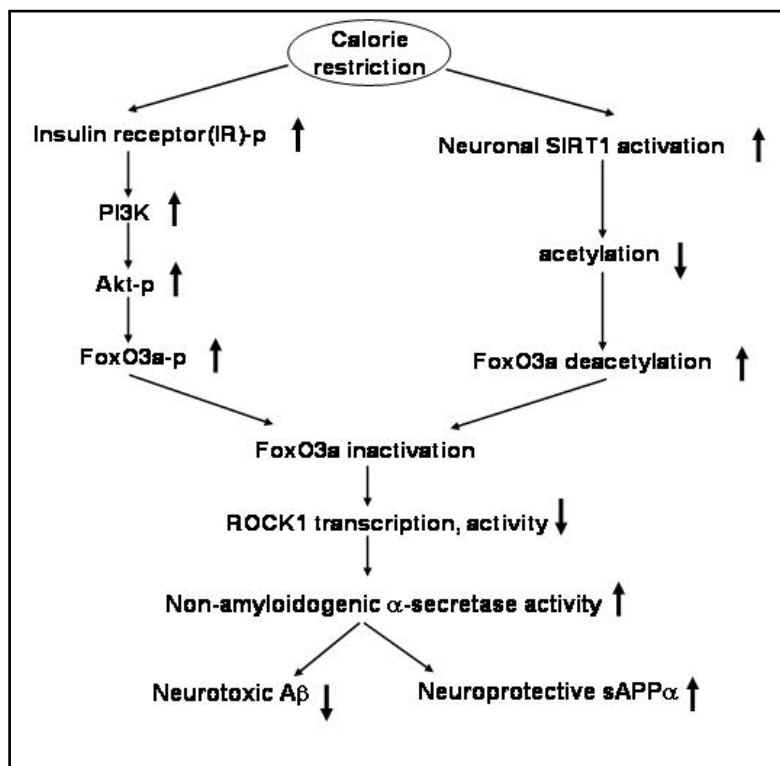 Calorie
restriction
Insulin receptor(IR)-p
Neuronal SIRT1 activation
PI3K
acetylation
Akt-p
FoxO3a-p
FoxO3a deacetylation
FoxO3a inactivation
ROCK1 transcription, activity
Non-amyloidogenic α-secretase activity
Neurotoxic Aβ
Neuroprotective sAPPα